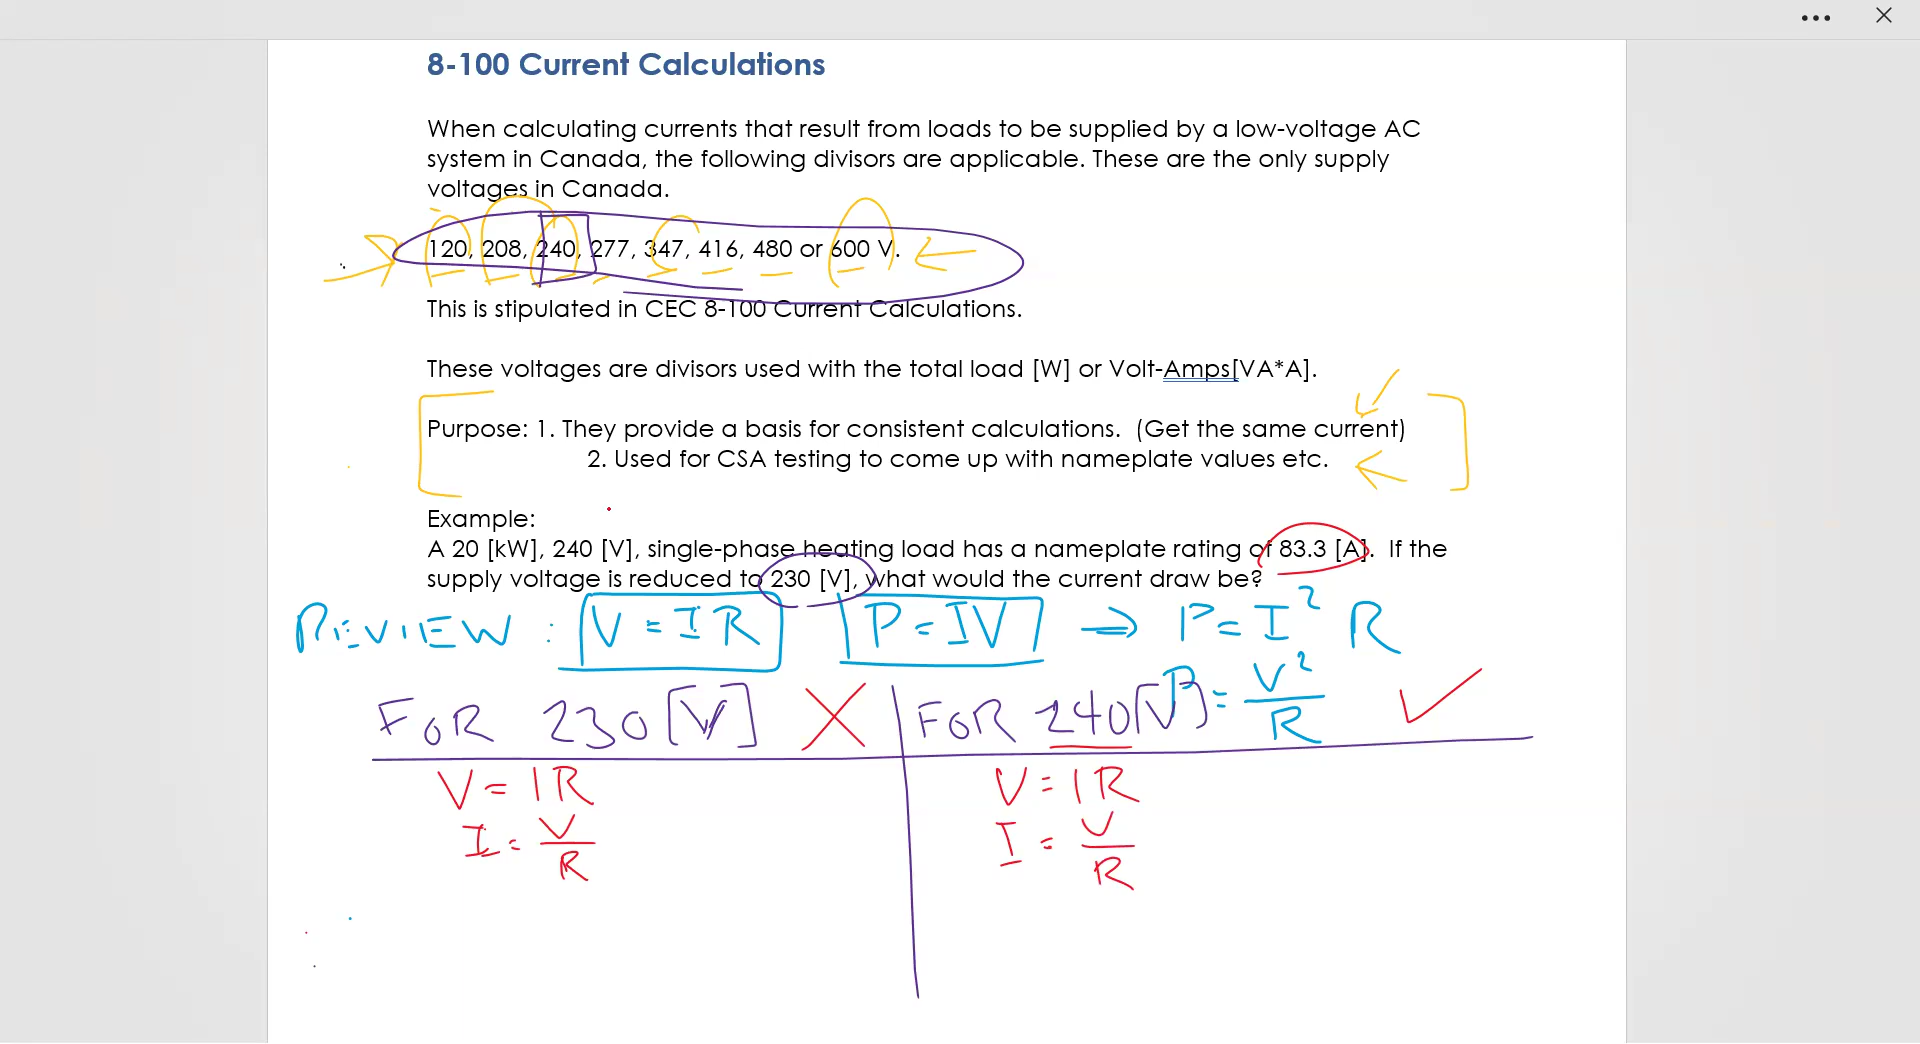 8-100 Current Calculations
When calculating currents that result from loads to be supplied by a low-voltage AC
system in Canada, the following divisors are applicable. These are the only supply
voltages in Canada.
120, 208, 240, 277, 347, 416, 480 or 600 V.
This is stipulated in CEC 8-100 Current Calculations.
These voltages are divisors used with the total load [W] or Volt-Amps[VA*A].
Purpose: 1. They provide a basis for consistent calculations. (Get the same current)
2. Used for CSA testing to come up with nameplate values etc.
Example:
A 20 [kW], 240 [V], single-phase heating load has a nameplate rating of 83.3 [A]. If the
supply voltage is reduced to 230 [V], what would the current draw be?
REVIEW : V = IR P = IV → P = I² R
P = V²/R
FOR 230 [V] X FOR 240 [V] ✓
V = IR V = IR
I = V/R I = V/R